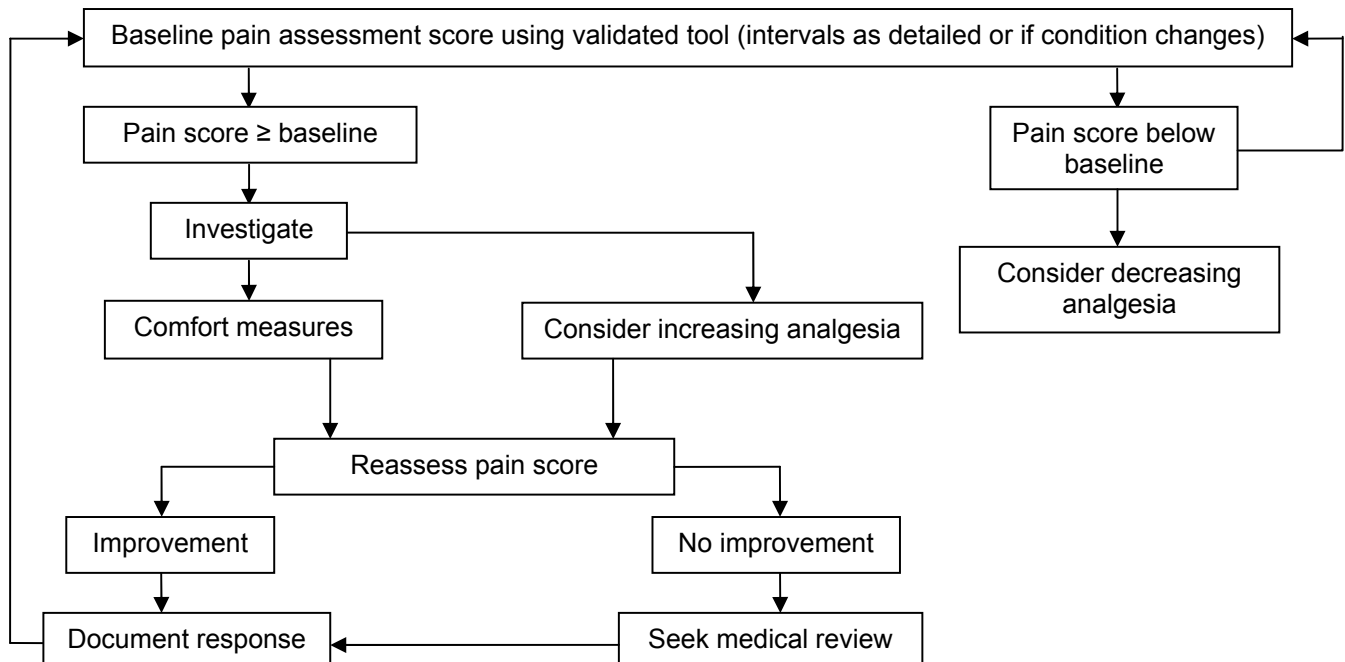 Baseline pain assessment score using validated tool (intervals as detailed or if condition changes)
Pain score ≥ baseline
Pain score below
baseline
Investigate
Consider decreasing
analgesia
Comfort measures
Consider increasing analgesia
Reassess pain score
Improvement
No improvement
Document response
Seek medical review